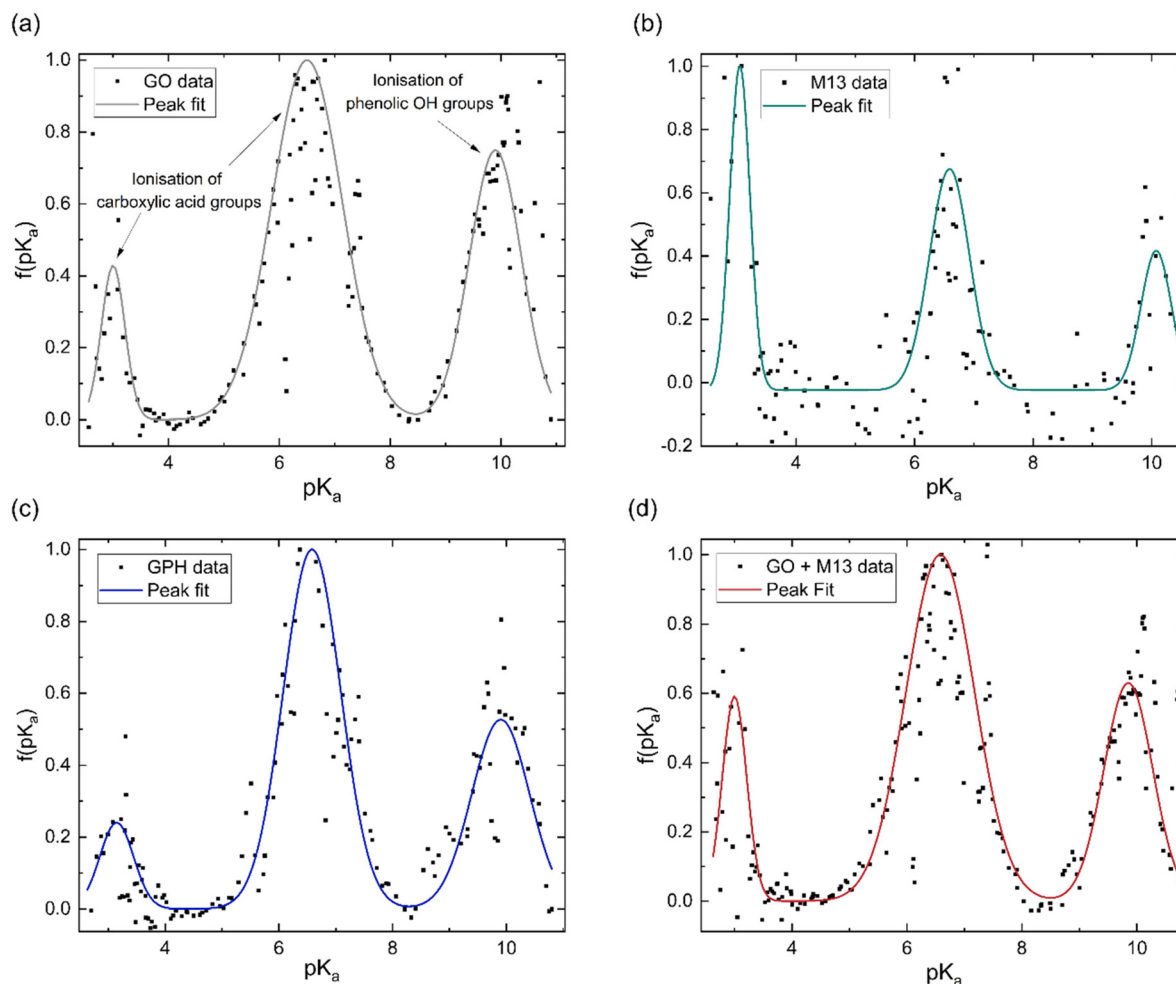 (a)
GO data
Peak fit
Ionisation of
phenolic OH groups
Ionisation of
carboxylic acid groups
f(pKₐ)
1.0
0.8
0.6
0.4
0.2
0.0
4 6 8 10
pKₐ
(b)
M13 data
Peak fit
f(pKₐ)
1.0
0.8
0.6
0.4
0.2
0.0
-0.2
4 6 8 10
pKₐ
(c)
GPH data
Peak fit
f(pKₐ)
1.0
0.8
0.6
0.4
0.2
0.0
4 6 8 10
pKₐ
(d)
GO + M13 data
Peak Fit
f(pKₐ)
1.0
0.8
0.6
0.4
0.2
0.0
4 6 8 10
pKₐ